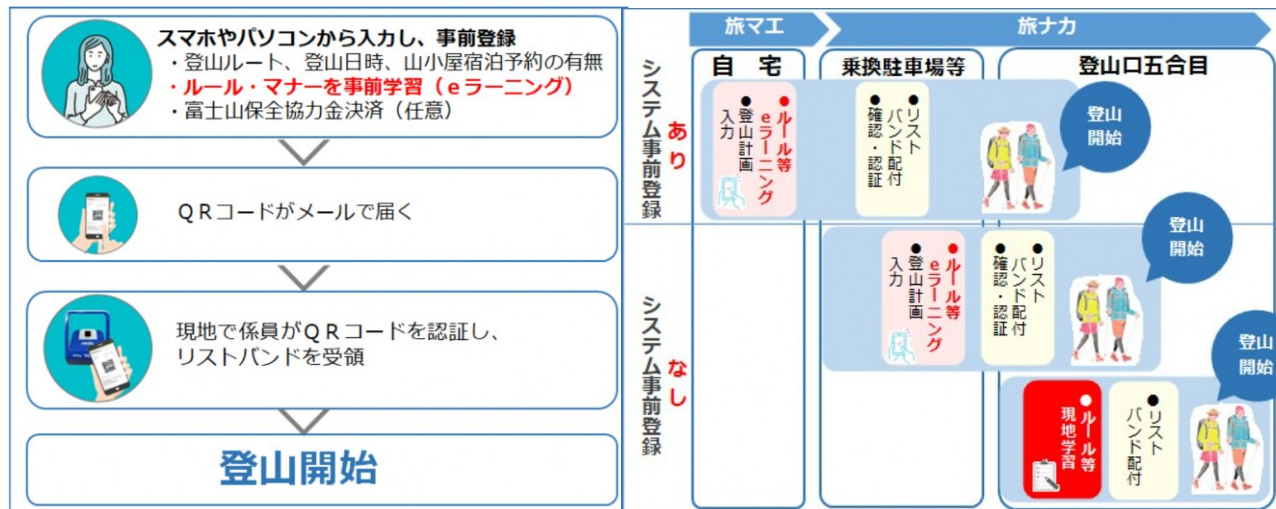 スマホやパソコンから入力し、事前登録
・登山ルート、登山日時、山小屋宿泊予約の有無
・ルール・マナーを事前学習（ｅラーニング）
・富士山保全協力金決済（任意）
ＱＲコードがメールで届く
現地で係員がＱＲコードを認証し、
リストバンドを受領
登山開始
旅マエ
旅ナカ
自　宅
乗換駐車場等
登山口五合目
システム事前登録
あり
●ルール等
ｅラーニング
●登山計画
入力
●リスト
バンド配付
●確認・認証
登山
開始
システム事前登録
なし
●ルール等
ｅラーニング
●登山計画
入力
●リスト
バンド配付
●確認・認証
登山
開始
●ルール等
現地学習
●リスト
バンド配付
登山
開始